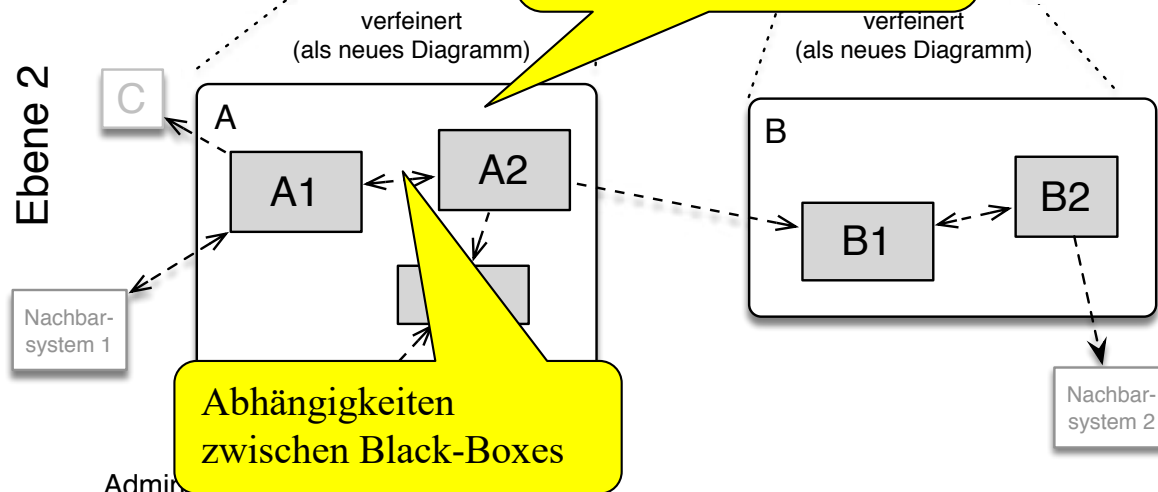 verfeinert
(als neues Diagramm)
verfeinert
(als neues Diagramm)
Ebene 2
C
A
A1
A2
B
B1
B2
Nachbar-
system 1
Nachbar-
system 2
Abhängigkeiten
zwischen Black-Boxes